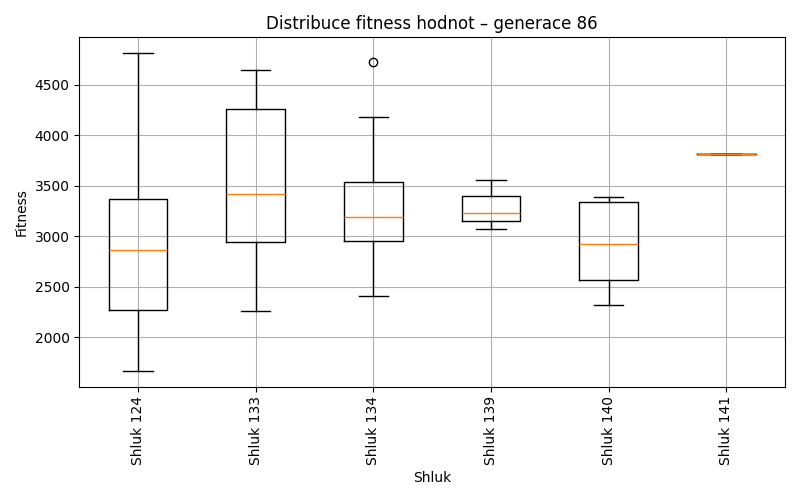 Distribuce fitness hodnot – generace 86
Fitness
4500
4000
3500
3000
2500
2000
Shluk 124
Shluk 133
Shluk 134
Shluk 139
Shluk 140
Shluk 141
Shluk